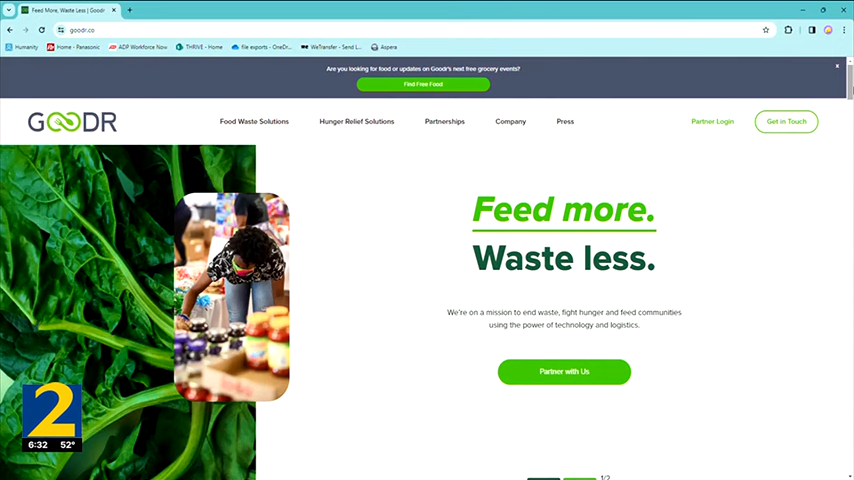 Feed More, Waste Less | Goodr
goodr.co
Humanity
Home - Panasonic
ADP Workforce Now
THRIVE - Home
file exports - OneDr...
WeTransfer - Send L...
Aspera
Are you looking for food or updates on Goodr's next free grocery events?
Find Free Food
GOODR
Food Waste Solutions
Hunger Relief Solutions
Partnerships
Company
Press
Partner Login
Get in Touch
Feed more.
Waste less.
We're on a mission to end waste, fight hunger and feed communities
using the power of technology and logistics.
Partner with Us
1/2
2
6:32 52°